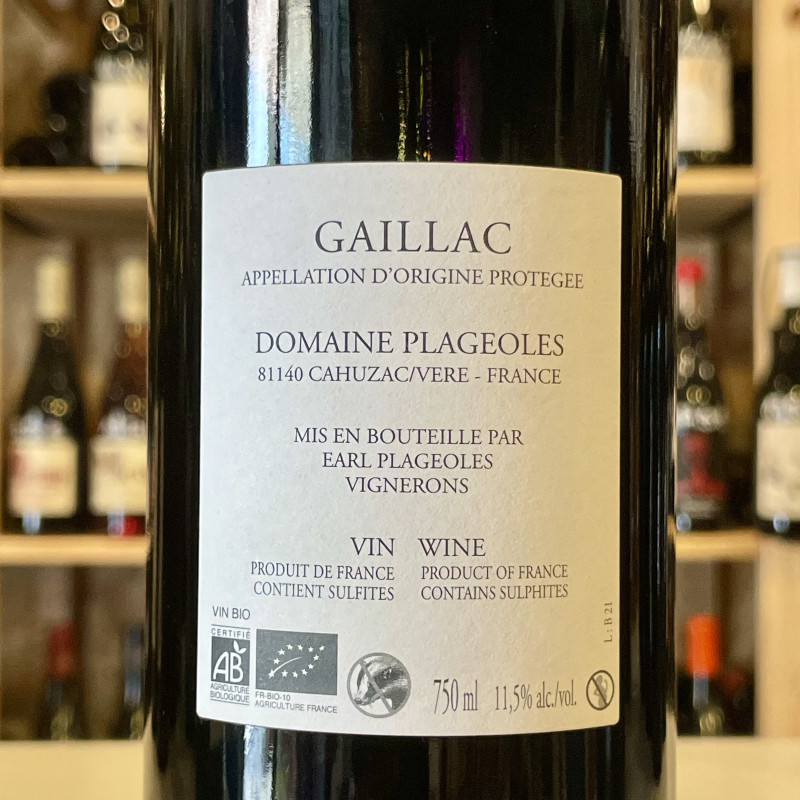 GAILLAC
APPELLATION D'ORIGINE PROTEGEE
DOMAINE PLAGEOLES
81140 CAHUZAC/VERE - FRANCE
MIS EN BOUTEILLE PAR
EARL PLAGEOLES
VIGNERONS
VIN WINE
PRODUIT DE FRANCE PRODUCT OF FRANCE
CONTIENT SULFITES CONTAINS SULPHITES
L : B 21
VIN BIO
CERTIFIÉ
AB
AGRICULTURE
BIOLOGIQUE
FR-BIO-10
AGRICULTURE FRANCE
750 ml 11,5% alc./vol.